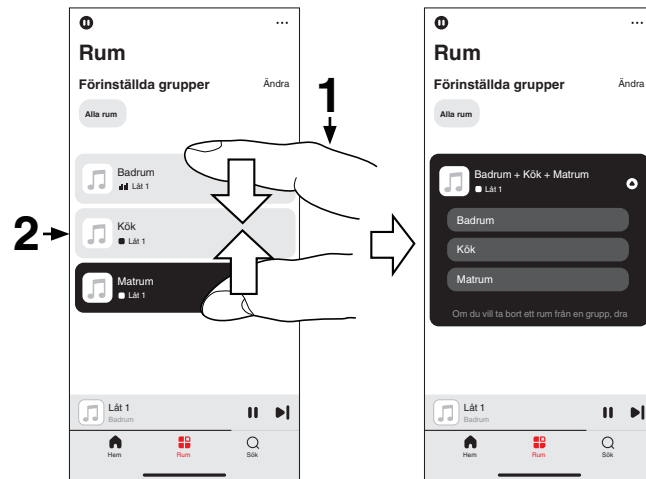 Rum
Förinställda grupper
Ändra
Alla rum
1
Badrum
Låt 1
2
Kök
Låt 1
Matrum
Låt 1
Låt 1
Badrum
Hem
Rum
Sök
Rum
Förinställda grupper
Ändra
Alla rum
Badrum + Kök + Matrum
Låt 1
Badrum
Kök
Matrum
Om du vill ta bort ett rum från en grupp, dra
Låt 1
Badrum
Hem
Rum
Sök